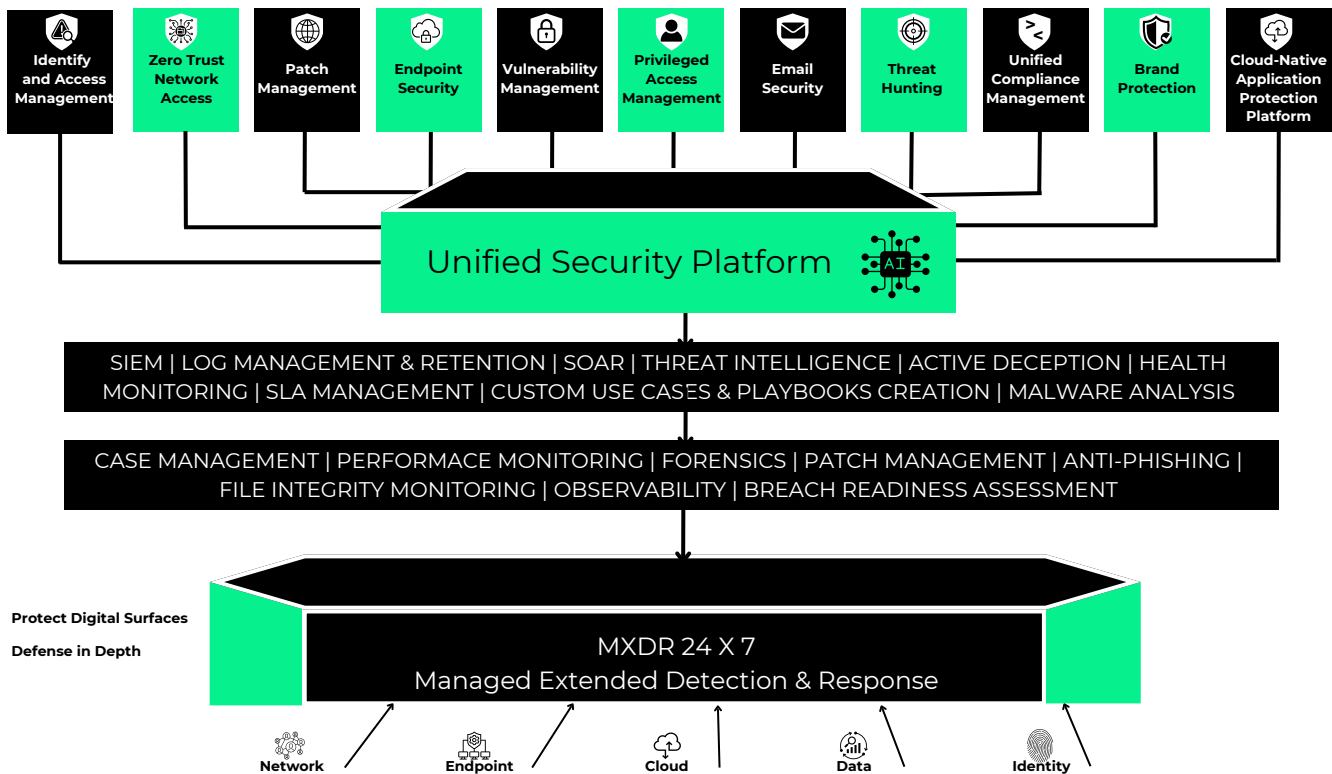 Identify
and Access
Management
Zero Trust
Network
Access
Patch
Management
Endpoint
Security
Vulnerability
Management
Privileged
Access
Management
Email
Security
Threat
Hunting
Unified
Compliance
Management
Brand
Protection
Cloud-Native
Application
Protection
Platform
Unified Security Platform
AI
SIEM | LOG MANAGEMENT & RETENTION | SOAR | THREAT INTELLIGENCE | ACTIVE DECEPTION | HEALTH
MONITORING | SLA MANAGEMENT | CUSTOM USE CASES & PLAYBOOKS CREATION | MALWARE ANALYSIS
CASE MANAGEMENT | PERFORMACE MONITORING | FORENSICS | PATCH MANAGEMENT | ANTI-PHISHING |
FILE INTEGRITY MONITORING | OBSERVABILITY | BREACH READINESS ASSESSMENT
Protect Digital Surfaces
Defense in Depth
MXDR 24 X 7
Managed Extended Detection & Response
Network
Endpoint
Cloud
Data
Identity